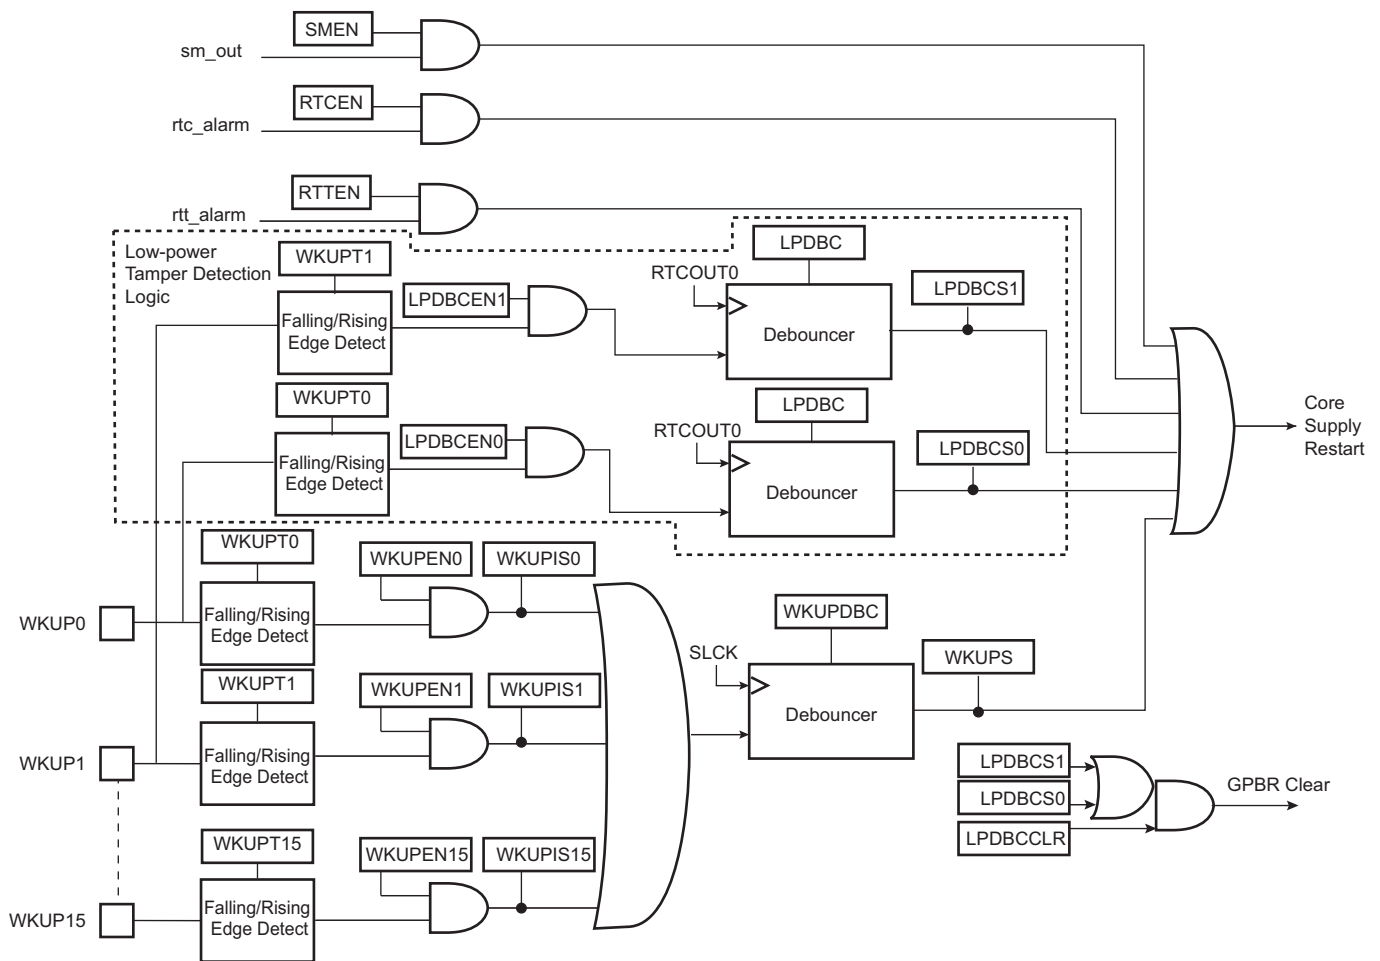 SMEN
sm_out
RTCEN
rtc_alarm
RTTEN
rtt_alarm
Low-power
Tamper Detection
Logic
WKUPT1
Falling/Rising
Edge Detect
LPDBCEN1
RTCOUT0
LPDBC
Debouncer
LPDBCS1
WKUPT0
Falling/Rising
Edge Detect
LPDBCEN0
RTCOUT0
LPDBC
Debouncer
LPDBCS0
Core
Supply
Restart
WKUPT0
WKUP0
Falling/Rising
Edge Detect
WKUPEN0
WKUPIS0
WKUPT1
WKUP1
Falling/Rising
Edge Detect
WKUPEN1
WKUPIS1
SLCK
WKUPDBC
Debouncer
WKUPS
LPDBCS1
LPDBCS0
LPDBCCLR
GPBR Clear
WKUPT15
WKUP15
Falling/Rising
Edge Detect
WKUPEN15
WKUPIS15